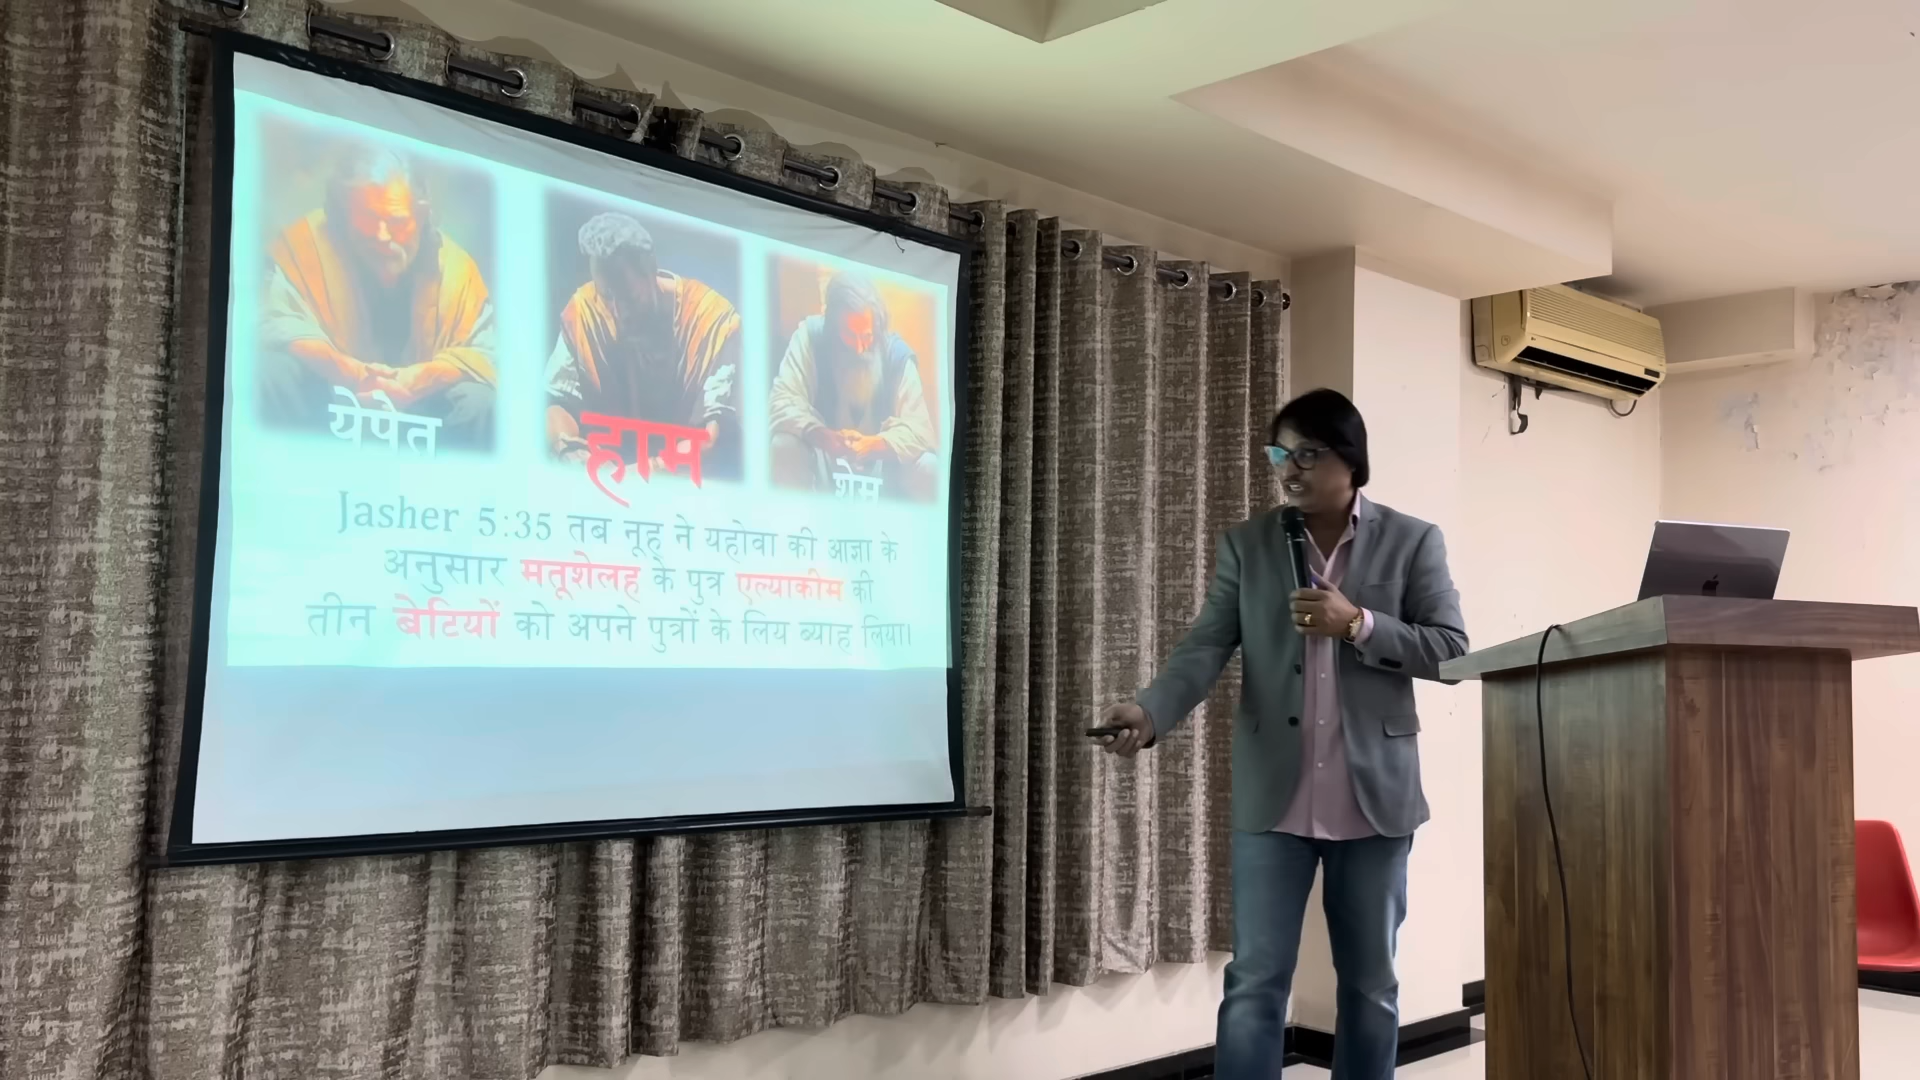 येपेत
हाम
शेम
Jasher 5:35 तब नूह ने यहोवा की आज्ञा के
अनुसार मतूशेलह के पुत्र एल्याकीम की
तीन बेटियों को अपने पुत्रों के लिय ब्याह लिया।